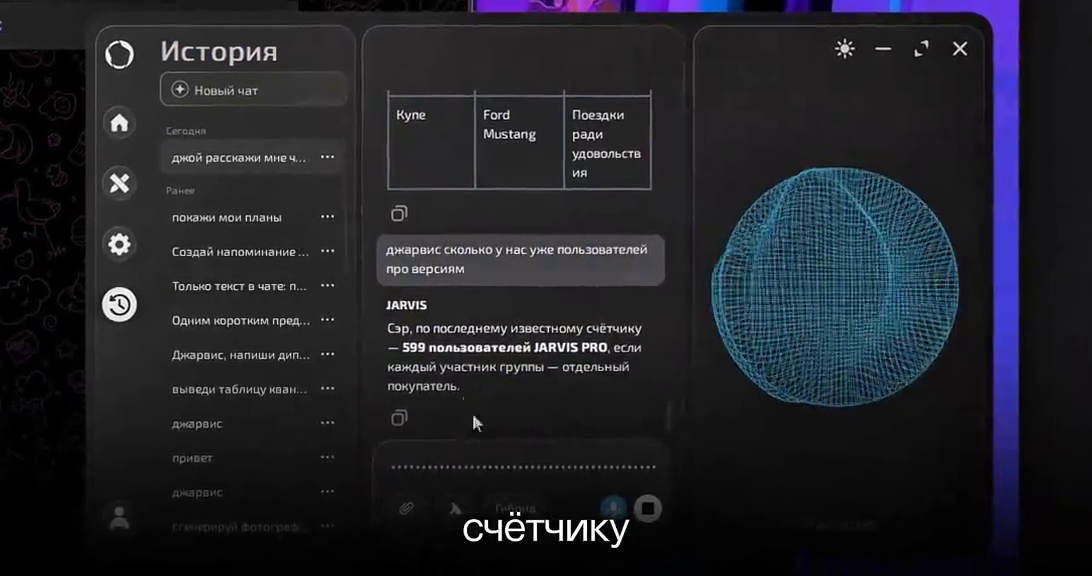 История
Новый чат
Сегодня
джой расскажи мне ч...
Ранее
покажи мои планы
Создай напоминание ...
Только текст в чате: п...
Одним коротким пред...
Джарвис, напиши дип...
выведи таблицу кван...
джарвис
привет
джарвис
сгенерируй фотограф...
Купе
Ford
Mustang
Поездки
ради
удовольств
ия
джарвис сколько у нас уже пользователей
про версиям
JARVIS
Сэр, по последнему известному счётчику
— 599 пользователей JARVIS PRO, если
каждый участник группы — отдельный
покупатель.
Гибрид
счётчику